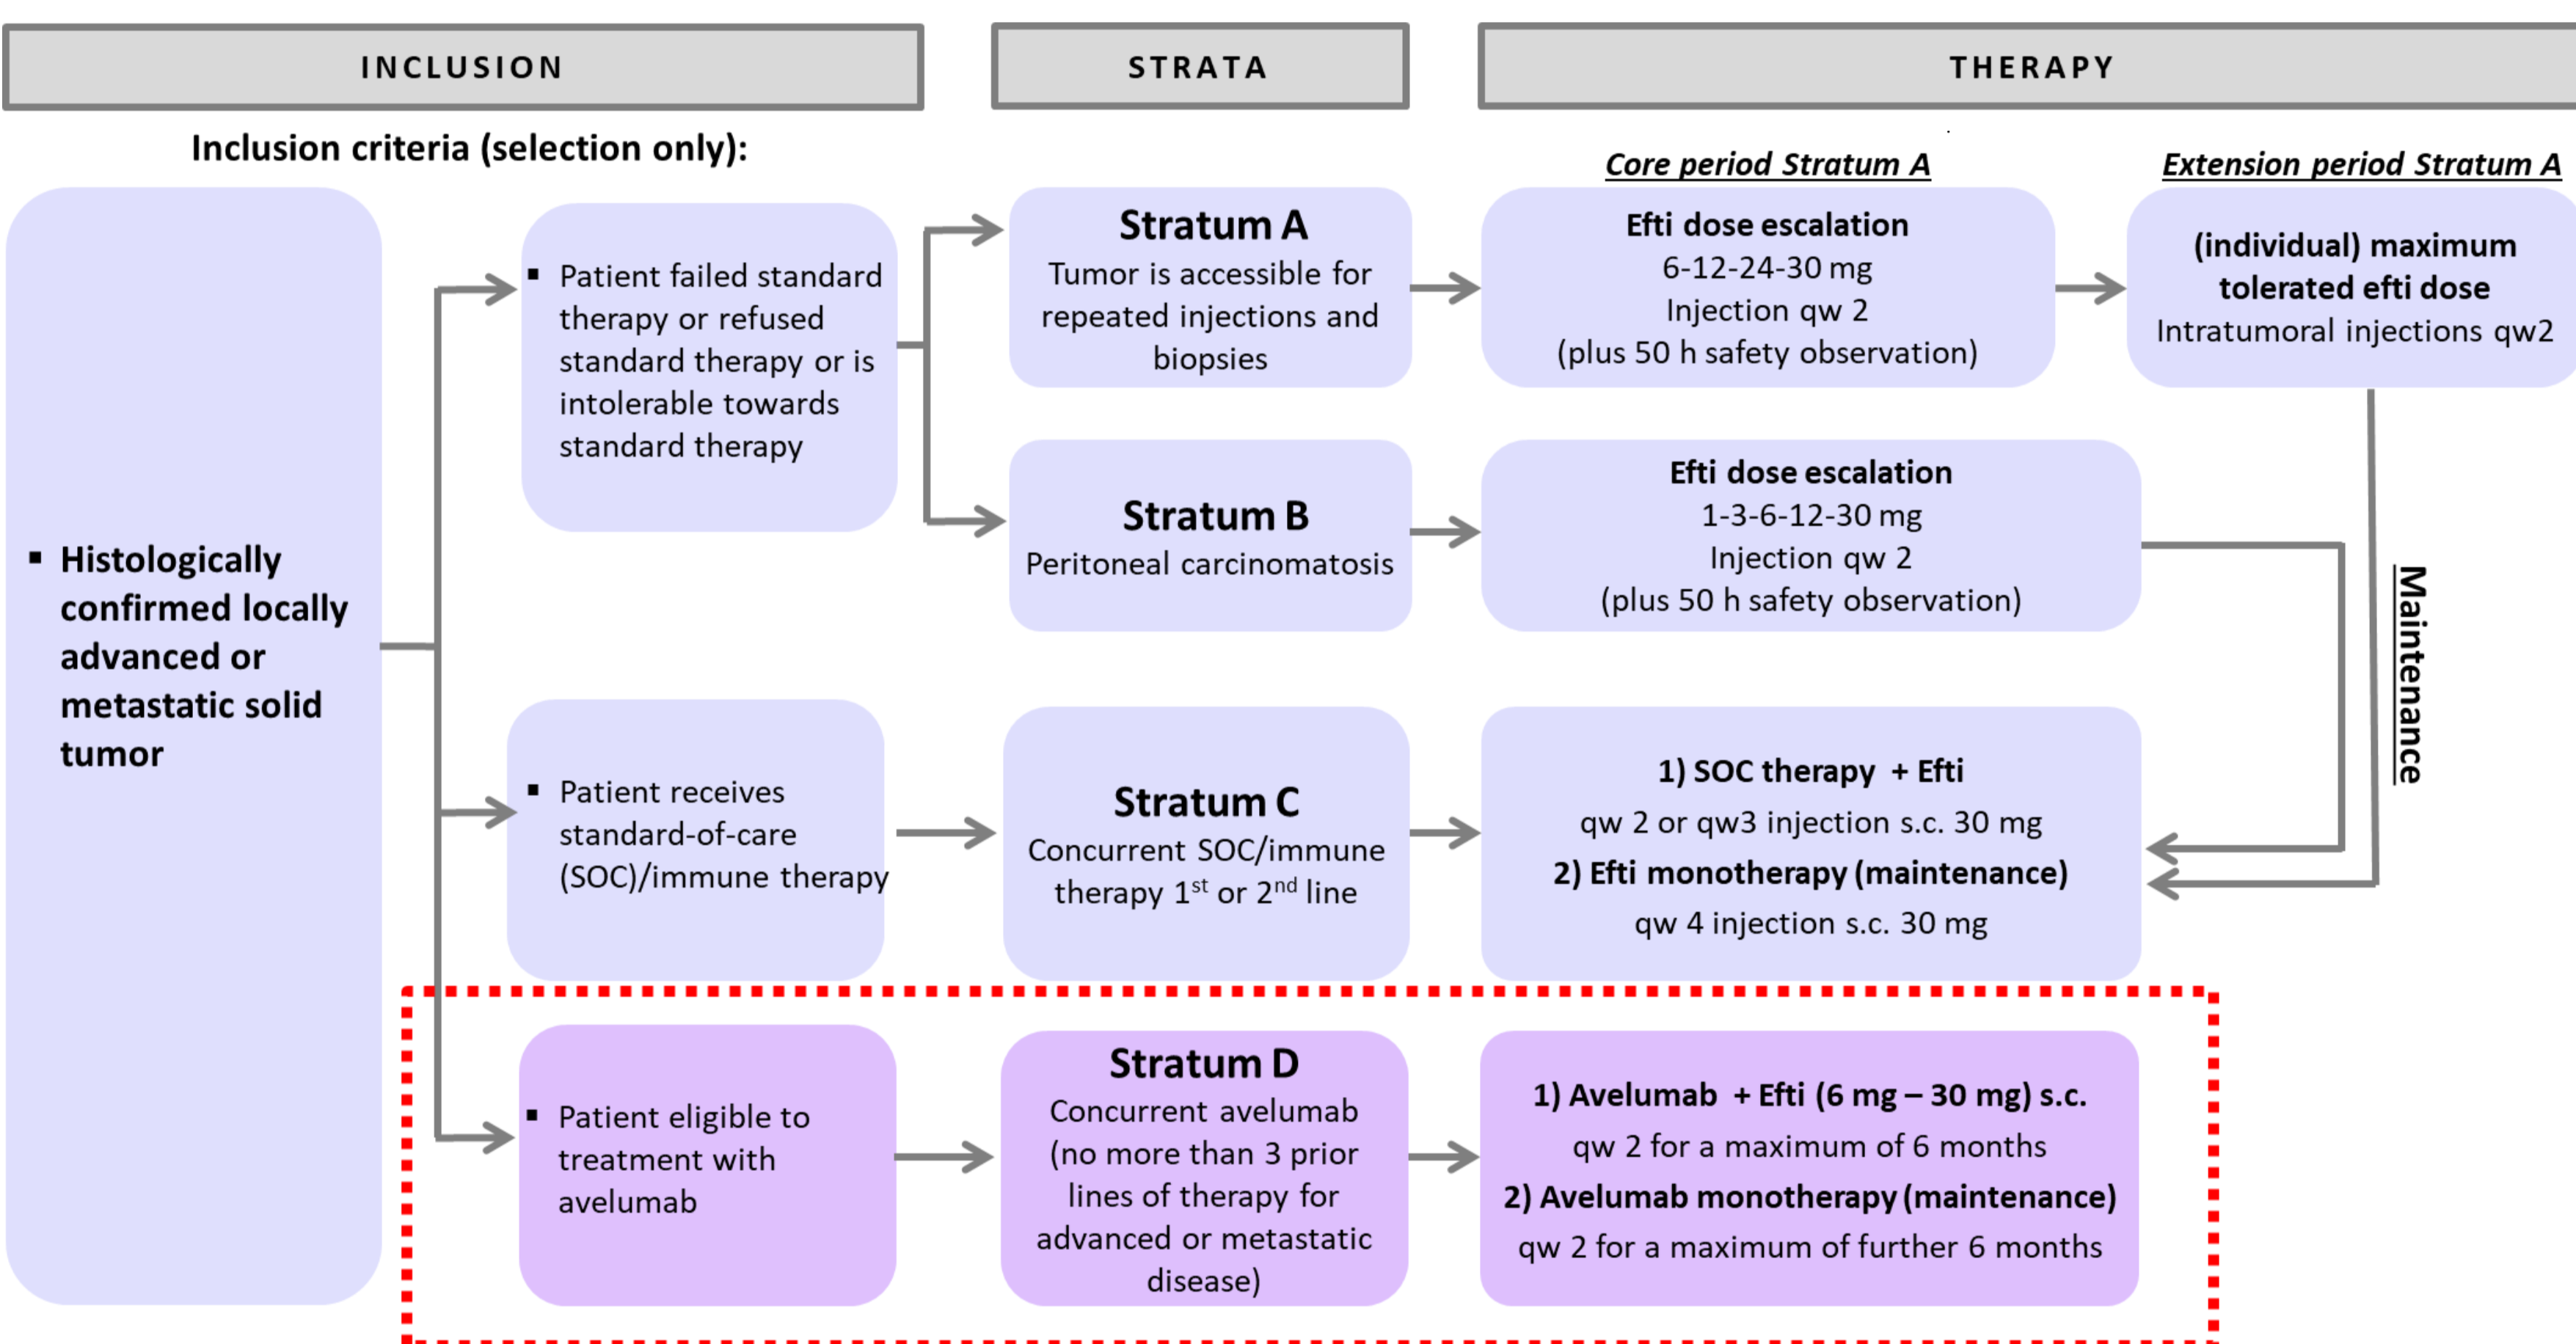 INCLUSION
STRATA
THERAPY
Inclusion criteria (selection only):
▪ Histologically
confirmed locally
advanced or
metastatic solid
tumor
▪ Patient failed standard
therapy or refused
standard therapy or is
intolerable towards
standard therapy
Stratum A
Tumor is accessible for
repeated injections and
biopsies
Core period Stratum A
Efti dose escalation
6-12-24-30 mg
Injection qw 2
(plus 50 h safety observation)
Extension period Stratum A
(individual) maximum
tolerated efti dose
Intratumoral injections qw2
Stratum B
Peritoneal carcinomatosis
Efti dose escalation
1-3-6-12-30 mg
Injection qw 2
(plus 50 h safety observation)
Maintenance
▪ Patient receives
standard-of-care
(SOC)/immune therapy
Stratum C
Concurrent SOC/immune
therapy 1st or 2nd line
1) SOC therapy + Efti
qw 2 or qw3 injection s.c. 30 mg
2) Efti monotherapy (maintenance)
qw 4 injection s.c. 30 mg
▪ Patient eligible to
treatment with
avelumab
Stratum D
Concurrent avelumab
(no more than 3 prior
lines of therapy for
advanced or metastatic
disease)
1) Avelumab + Efti (6 mg – 30 mg) s.c.
qw 2 for a maximum of 6 months
2) Avelumab monotherapy (maintenance)
qw 2 for a maximum of further 6 months